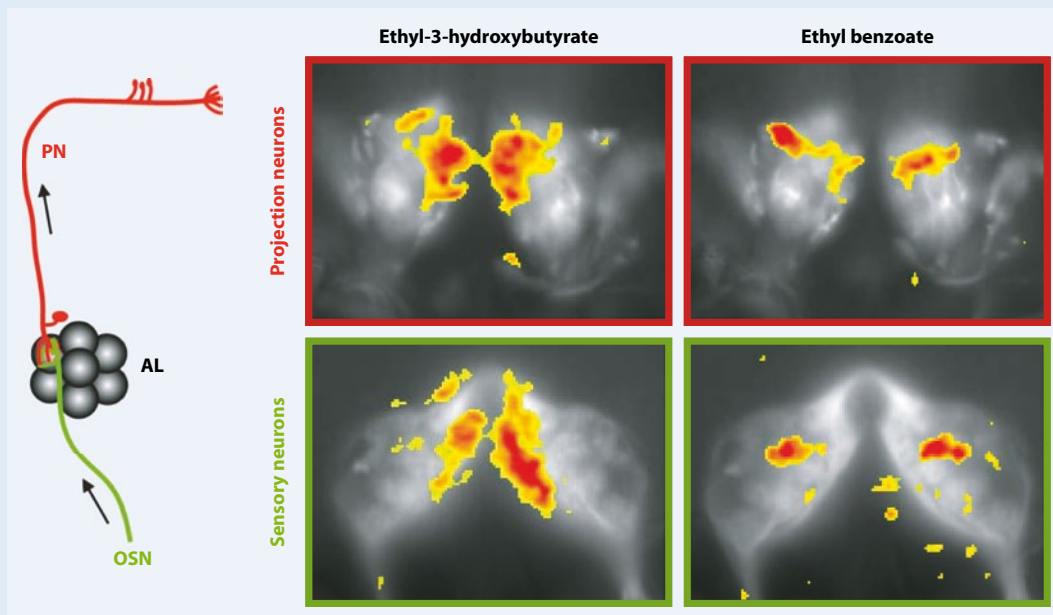 Ethyl-3-hydroxybutyrate
Ethyl benzoate
Projection neurons
PN
AL
Sensory neurons
OSN